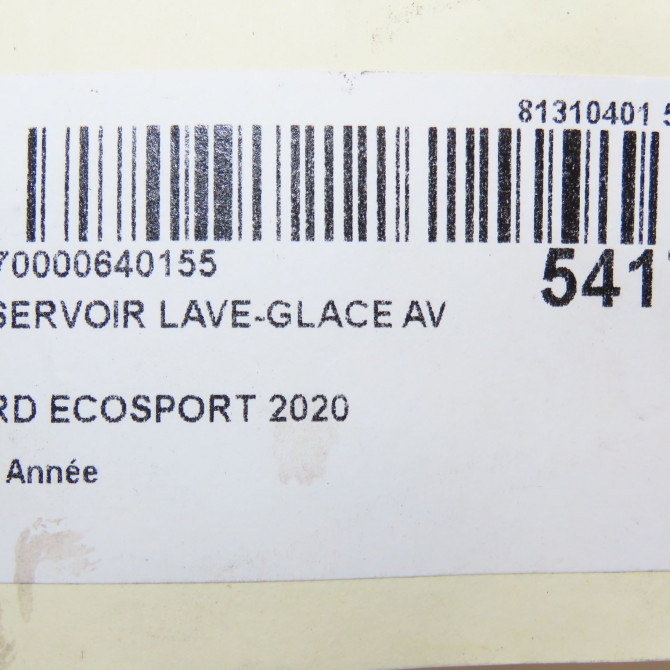 81310401 5
70000640155
541
SERVOIR LAVE-GLACE AV
RD ECOSPORT 2020
Année